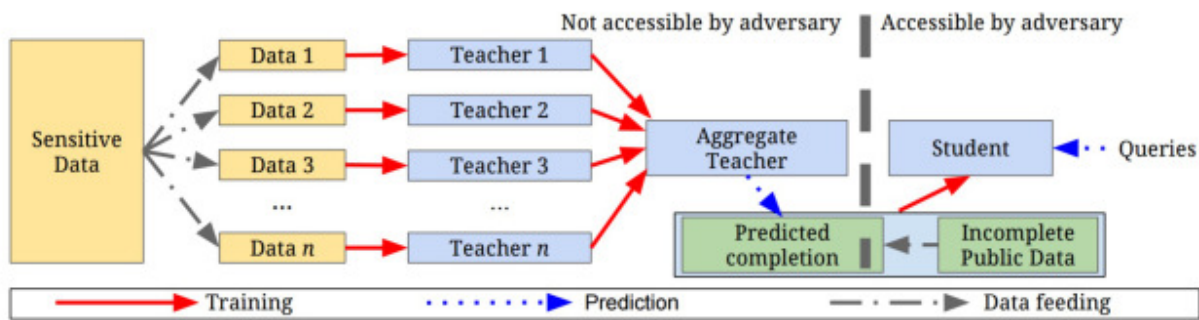 Not accessible by adversary
Accessible by adversary
Sensitive
Data
Data 1
Teacher 1
Data 2
Teacher 2
Data 3
Teacher 3
...
...
Data n
Teacher n
Aggregate
Teacher
Student
Queries
Predicted
completion
Incomplete
Public Data
Training
Prediction
Data feeding